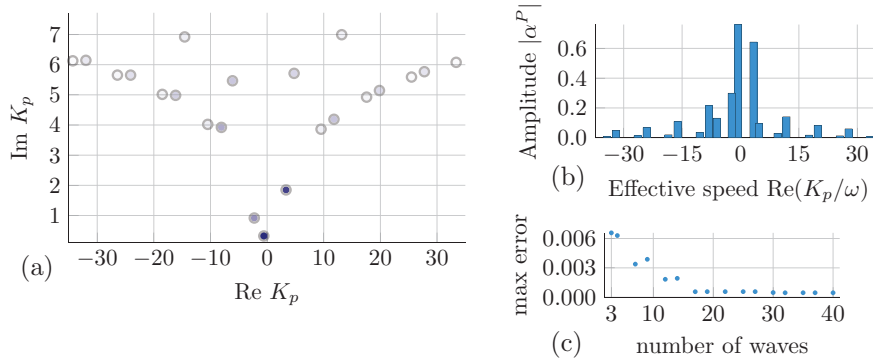 7
6
5
4
3
2
1
Im K_p
−30 −20 −10 0 10 20 30
(a)
Re K_p
Amplitude |α^P|
0.6
0.4
0.2
0.0
−30 −15 0 15 30
(b)
Effective speed Re(K_p/ω)
max error
0.006
0.003
0.000
3 10 20 30 40
(c)
number of waves